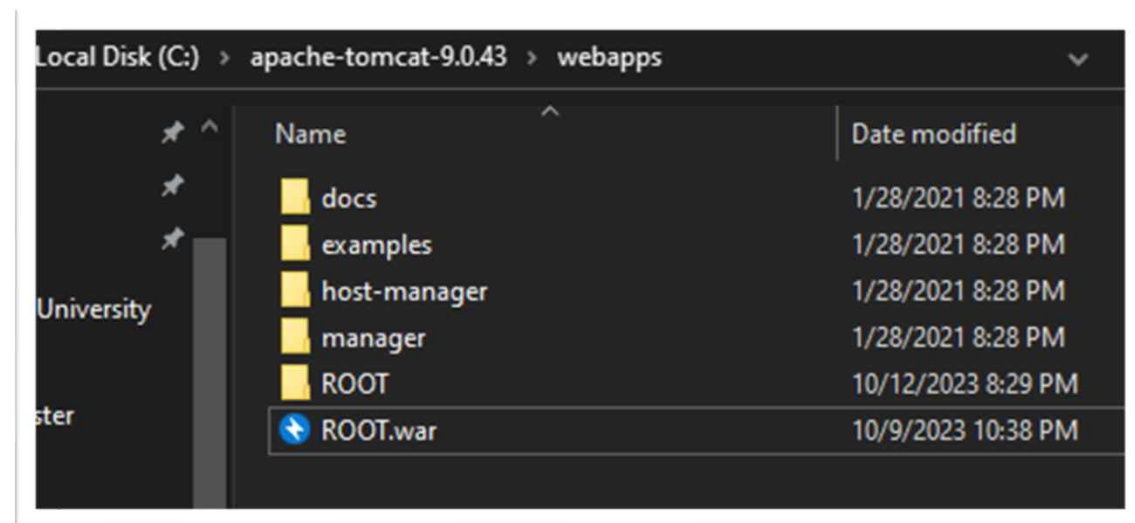 Local Disk (C:) > apache-tomcat-9.0.43 > webapps
Name Date modified
docs 1/28/2021 8:28 PM
examples 1/28/2021 8:28 PM
University
host-manager 1/28/2021 8:28 PM
manager 1/28/2021 8:28 PM
ROOT 10/12/2023 8:29 PM
ster
ROOT.war 10/9/2023 10:38 PM